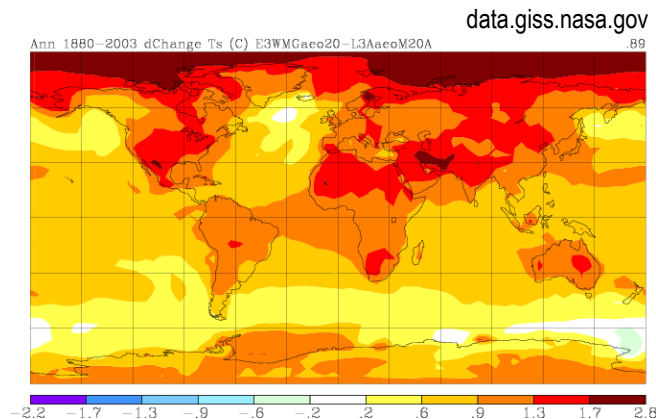 data.giss.nasa.gov
Ann 1880-2003 dChange Ts (C) E3WMGaeo20-L3AaeoM20A .89
-2.2 -1.7 -1.3 -.9 -.6 -.2 .2 .6 .9 1.3 1.7 2.8